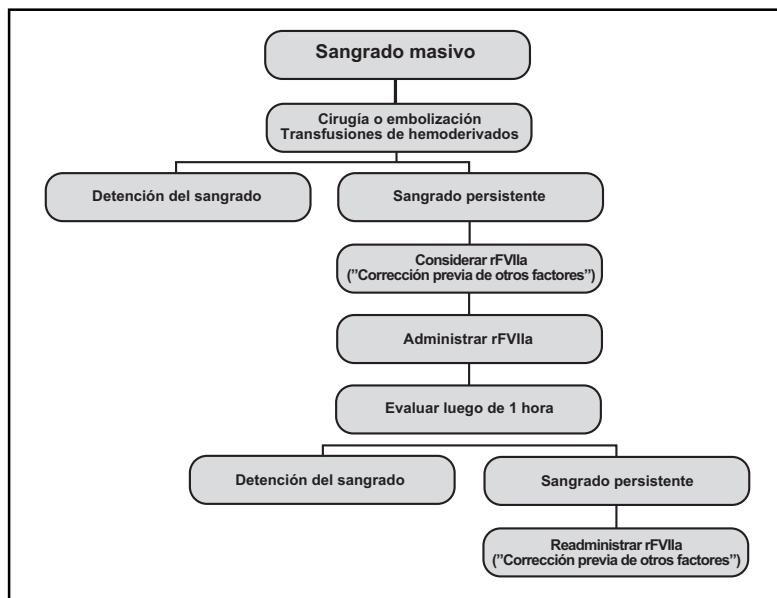 Sangrado masivo
Cirugía o embolización
Transfusiones de hemoderivados
Detención del sangrado
Sangrado persistente
Considerar rFVIIa
(”Corrección previa de otros factores”)
Administrar rFVIIa
Evaluar luego de 1 hora
Detención del sangrado
Sangrado persistente
Readministrar rFVIIa
(”Corrección previa de otros factores”)